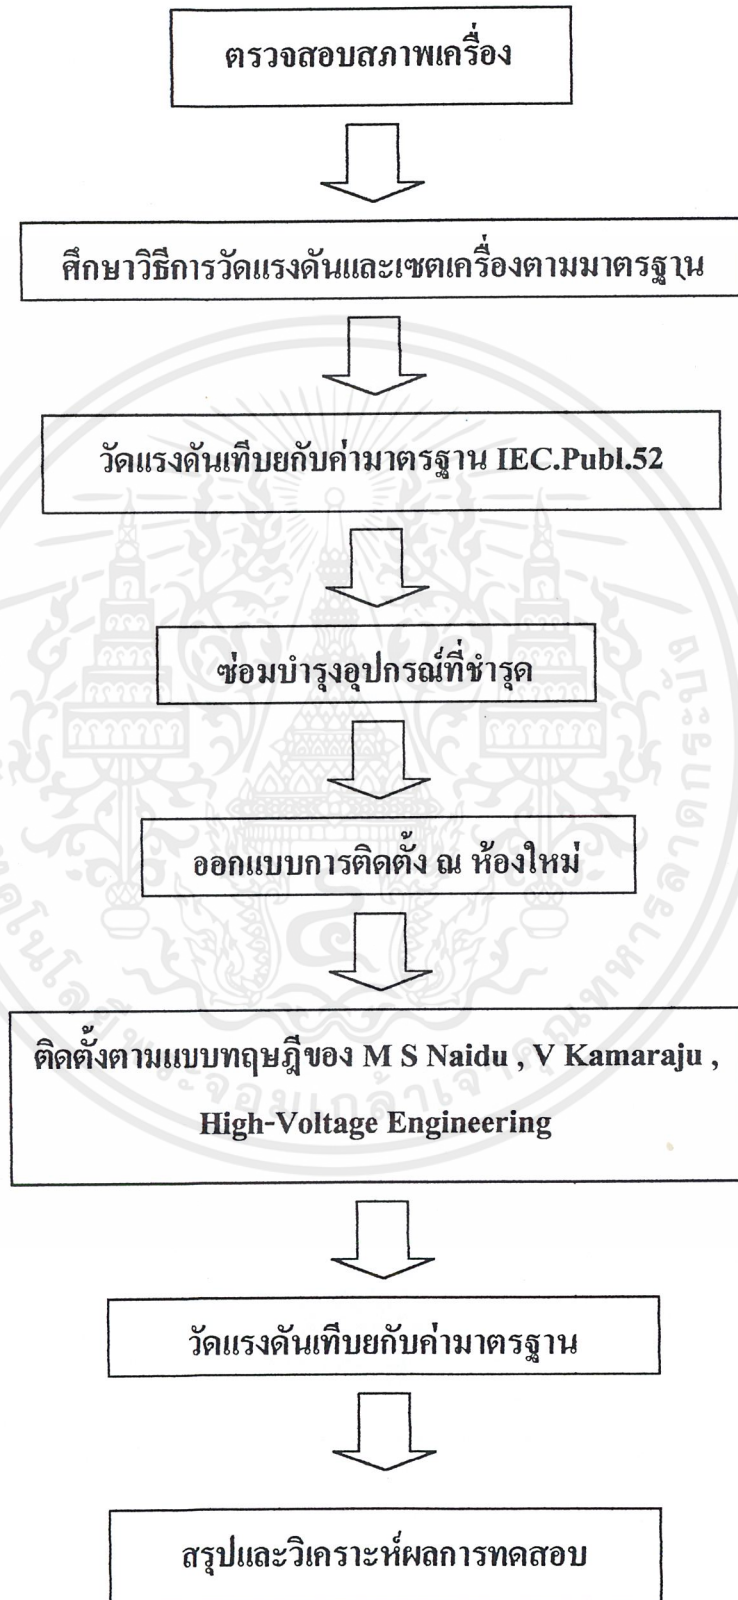 ตรวจสอบสภาพเครื่อง
ศึกษาวิธีการวัดแรงดันและเซตเครื่องตามมาตรฐาน
วัดแรงดันเทีบยกับค่ามาตรฐาน IEC.Publ.52
ซ่อมบำรุงอุปกรณ์ที่ชำรุด
ออกแบบการติดตั้ง ณ ห้องใหม่
ติดตั้งตามแบบทฤษฎีของ M S Naidu , V Kamaraju ,
High-Voltage Engineering
วัดแรงดันเทีบยกับค่ามาตรฐาน
สรุปและวิเคราะห์ผลการทดสอบ